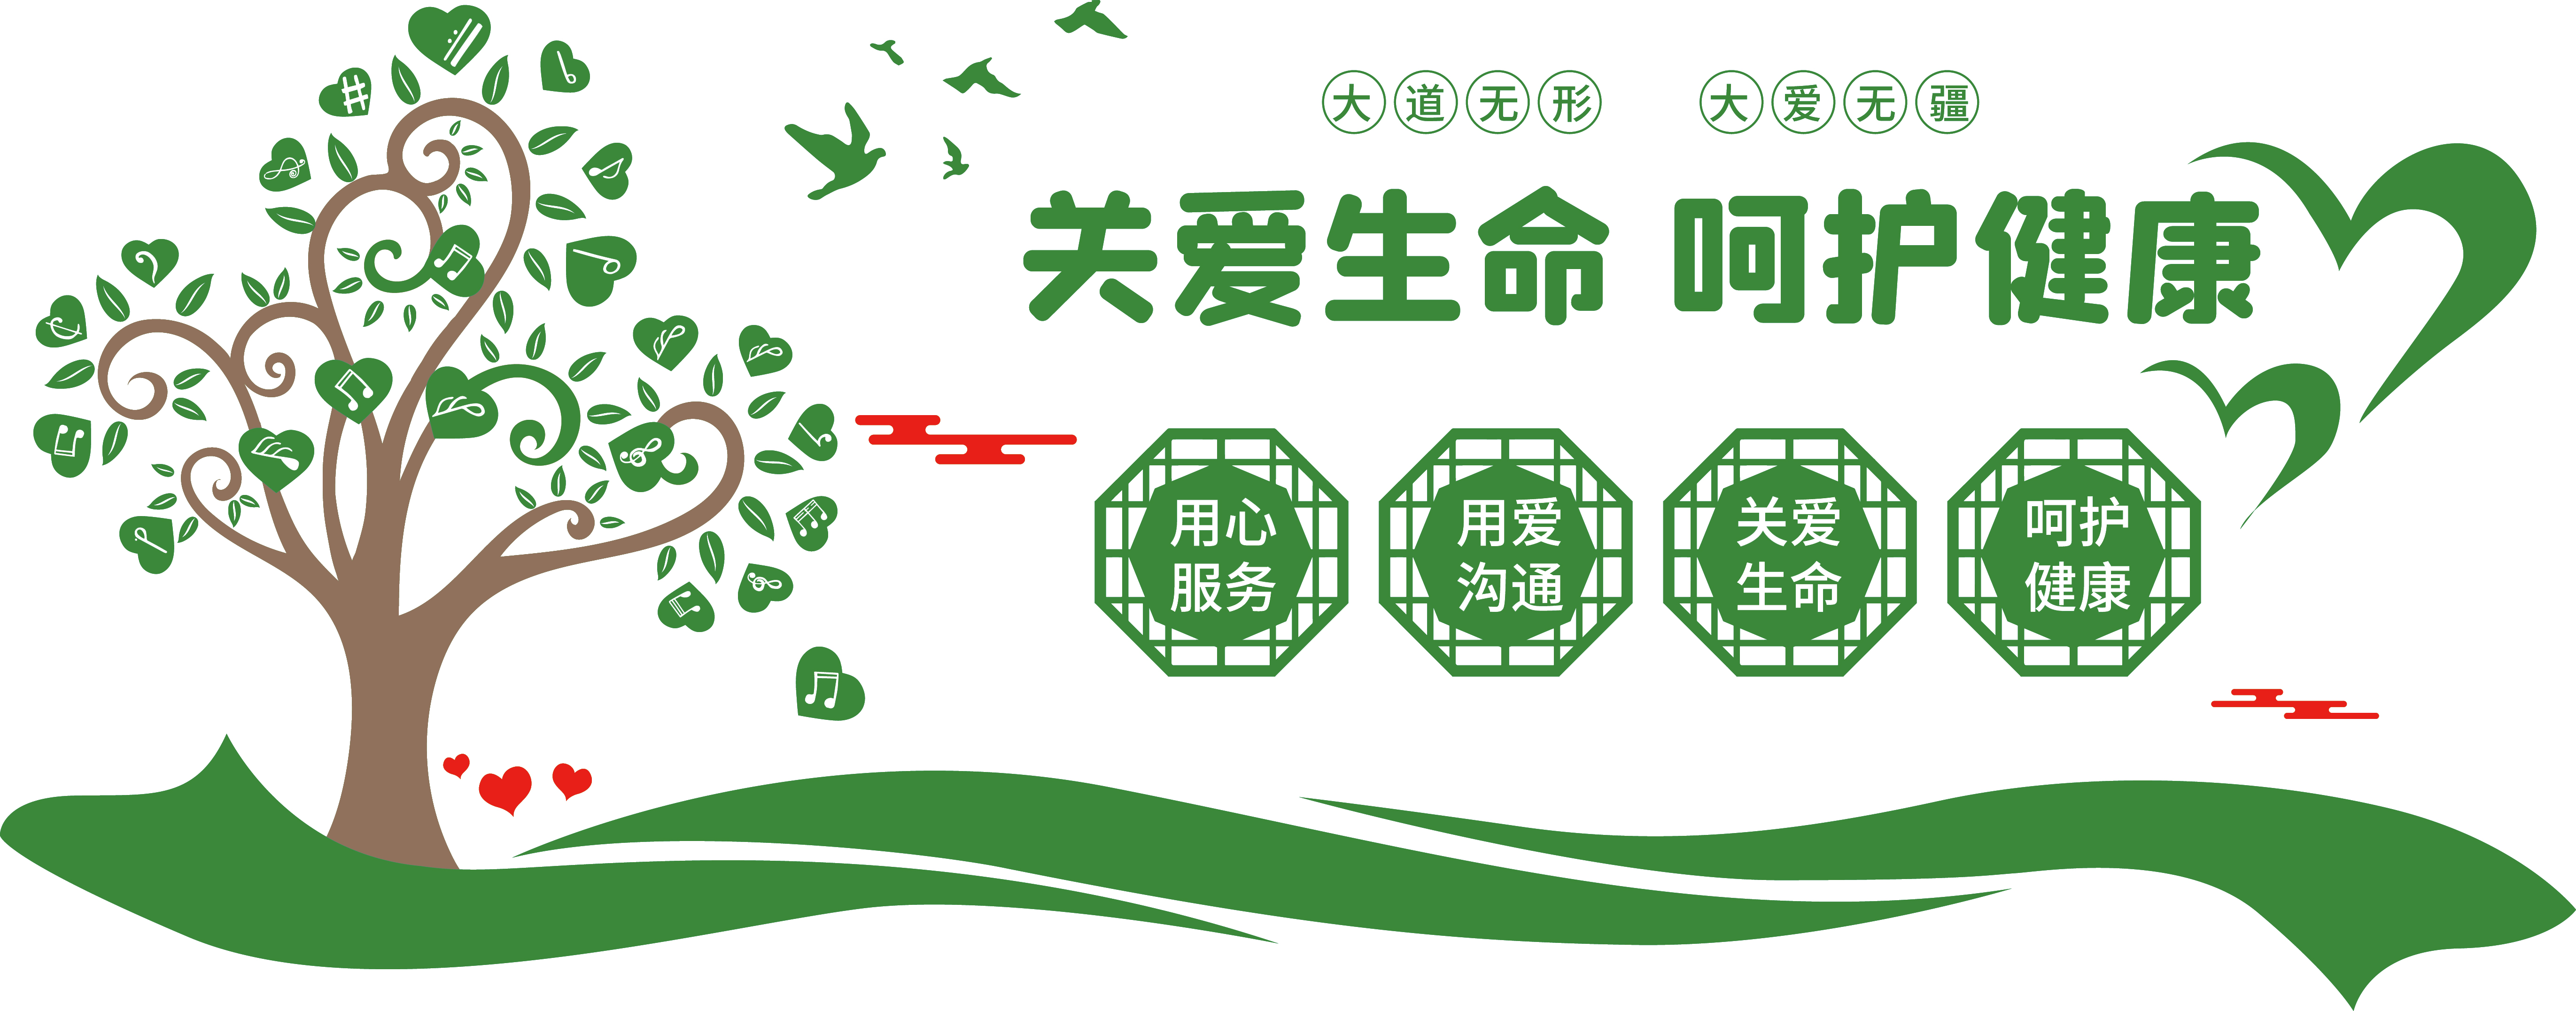 大道无形 大爱无疆
关爱生命 呵护健康
用心
服务
用爱
沟通
关爱
生命
呵护
健康